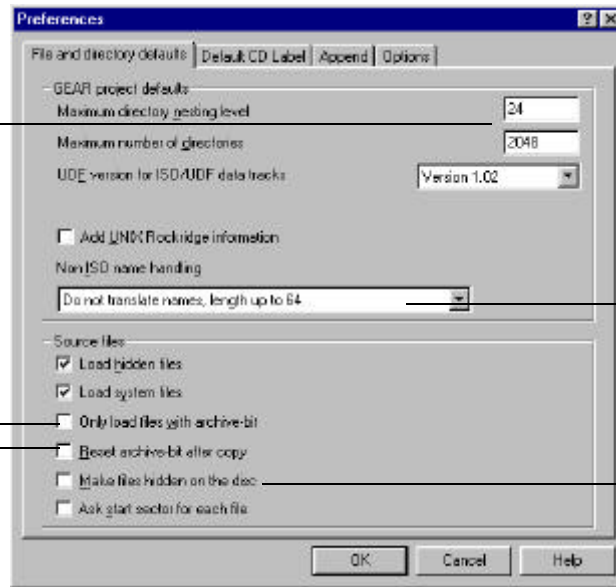 Preferences
File and directory defaults Default CD Label Append Options
GEAR project defaults
Maximum directory nesting level 24
Maximum number of directories 2048
UDF version for ISO/UDF data tracks Version 1.02
Add UNIX Rockridge information
Non ISO name handling
Do not translate names, length up to 64
Source files
Load hidden files
Load system files
Only load files with archive-bit
Reset archive-bit after copy
Make files hidden on the disc
Ask start sector for each file
OK Cancel Help